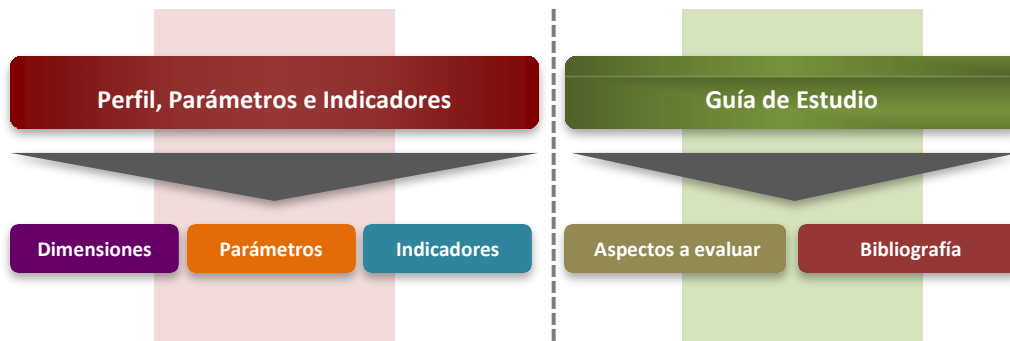 Perfil, Parámetros e Indicadores
Guía de Estudio
Dimensiones
Parámetros
Indicadores
Aspectos a evaluar
Bibliografía